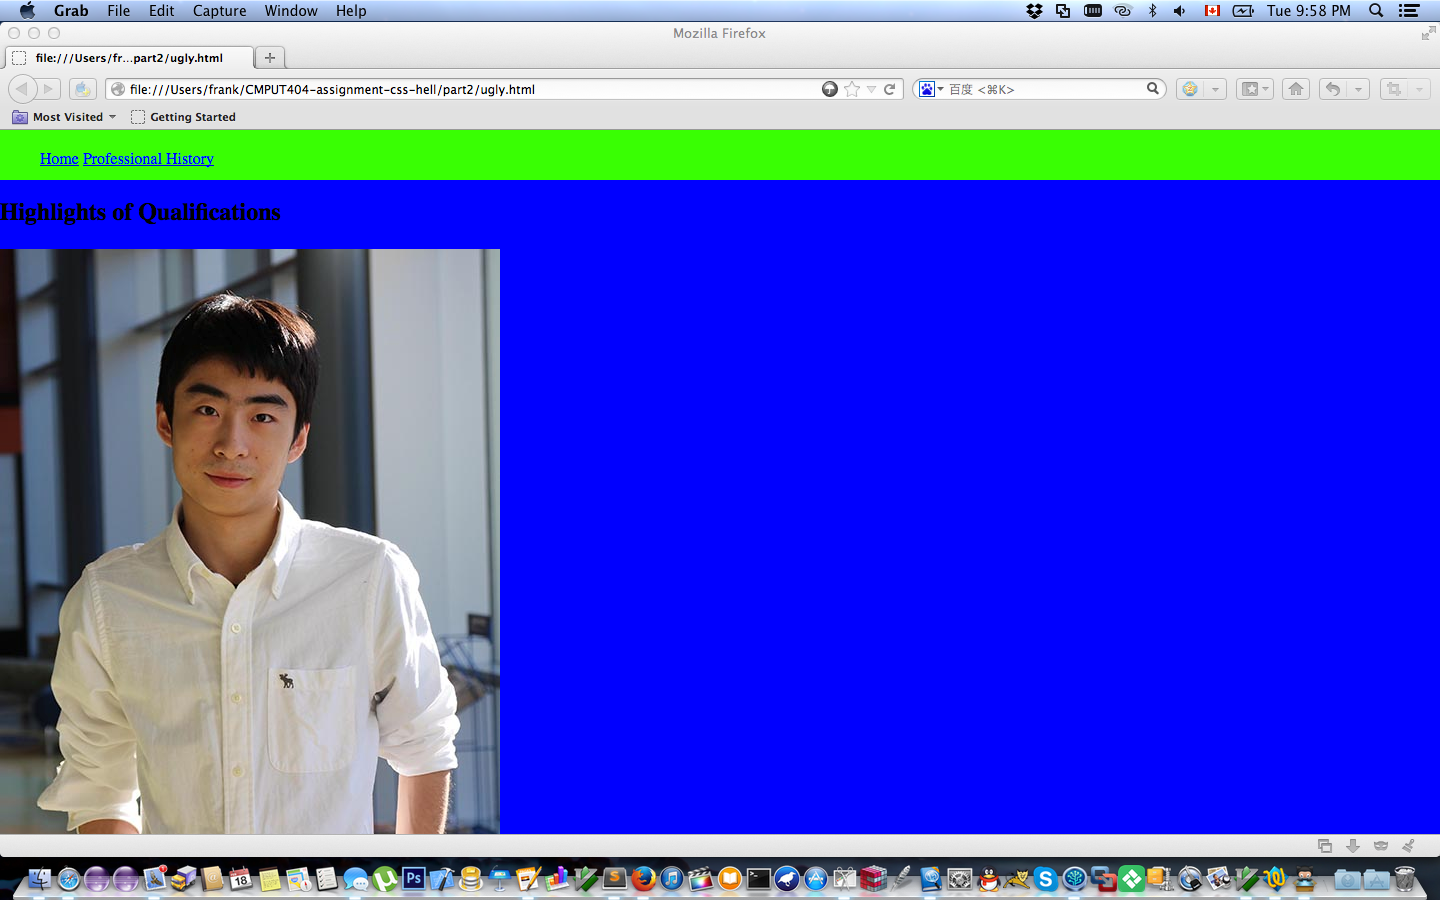 Grab File Edit Capture Window Help Tue 9:58 PM
Mozilla Firefox
file:///Users/fr...part2/ugly.html
file:///Users/frank/CMPUT404-assignment-css-hell/part2/ugly.html 百度 <⌘K>
Most Visited Getting Started
Home Professional History
Highlights of Qualifications
18 Ps